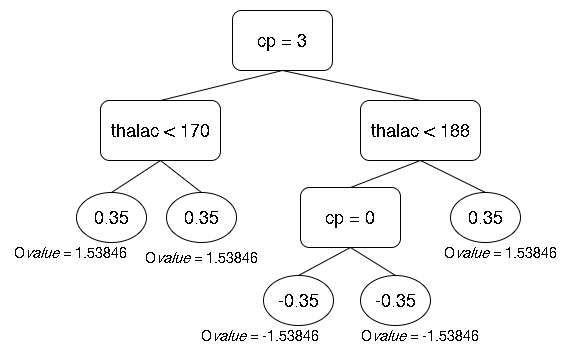 cp = 3
thalac < 170
thalac < 188
0.35
0.35
cp = 0
0.35
Ovalue = 1.53846
Ovalue = 1.53846
Ovalue = 1.53846
-0.35
-0.35
Ovalue = -1.53846
Ovalue = -1.53846